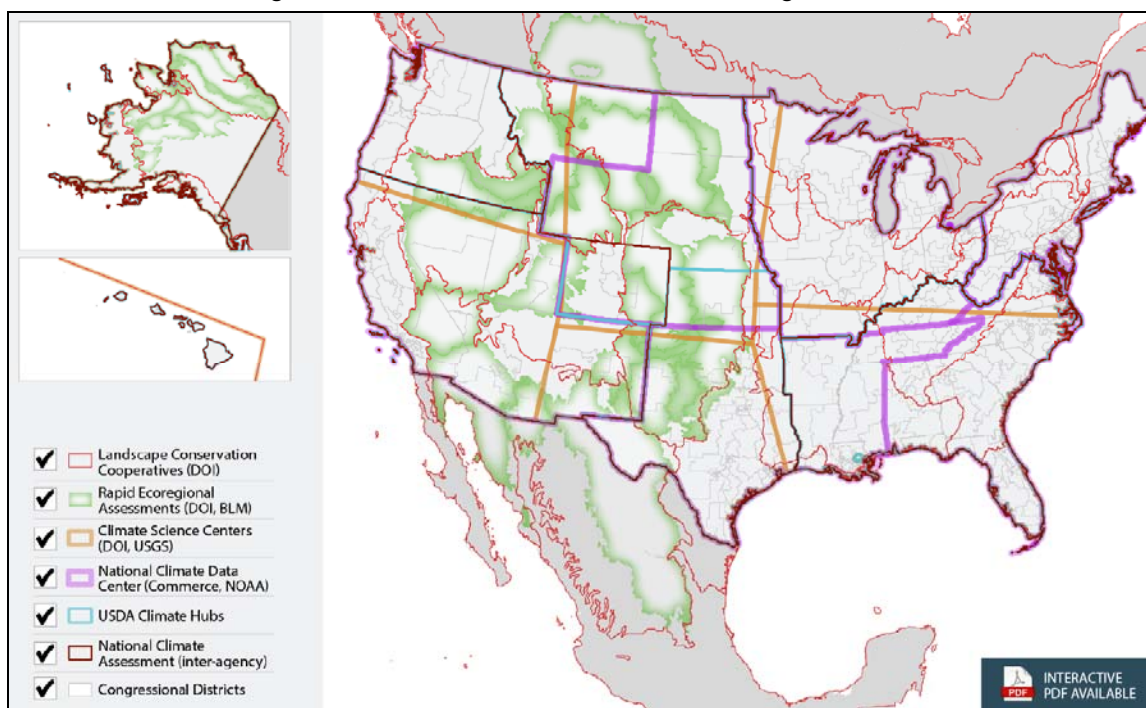 Landscape Conservation
Cooperatives (DOI)
Rapid Ecoregional
Assessments (DOI, BLM)
Climate Science Centers
(DOI, USGS)
National Climate Data
Center (Commerce, NOAA)
USDA Climate Hubs
National Climate
Assessment (inter-agency)
Congressional Districts
PDF
INTERACTIVE
PDF AVAILABLE